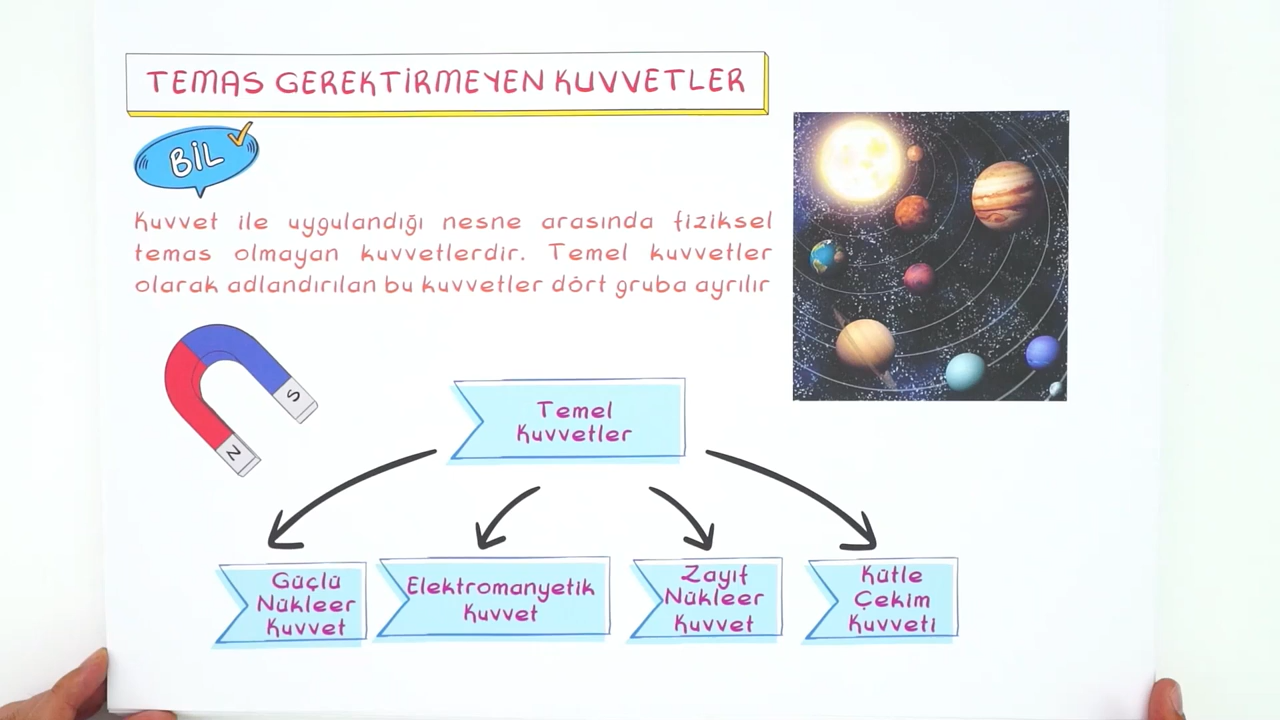 TEMAS GEREKTİRMEYEN KUVVETLER
BİL
Kuvvet ile uygulandığı nesne arasında fiziksel
temas olmayan kuvvetlerdir. Temel kuvvetler
olarak adlandırılan bu kuvvetler dört gruba ayrılır
S
N
Temel
Kuvvetler
Güçlü
Nükleer
Kuvvet
Elektromanyetik
Kuvvet
Zayıf
Nükleer
Kuvvet
Kütle
Çekim
Kuvveti